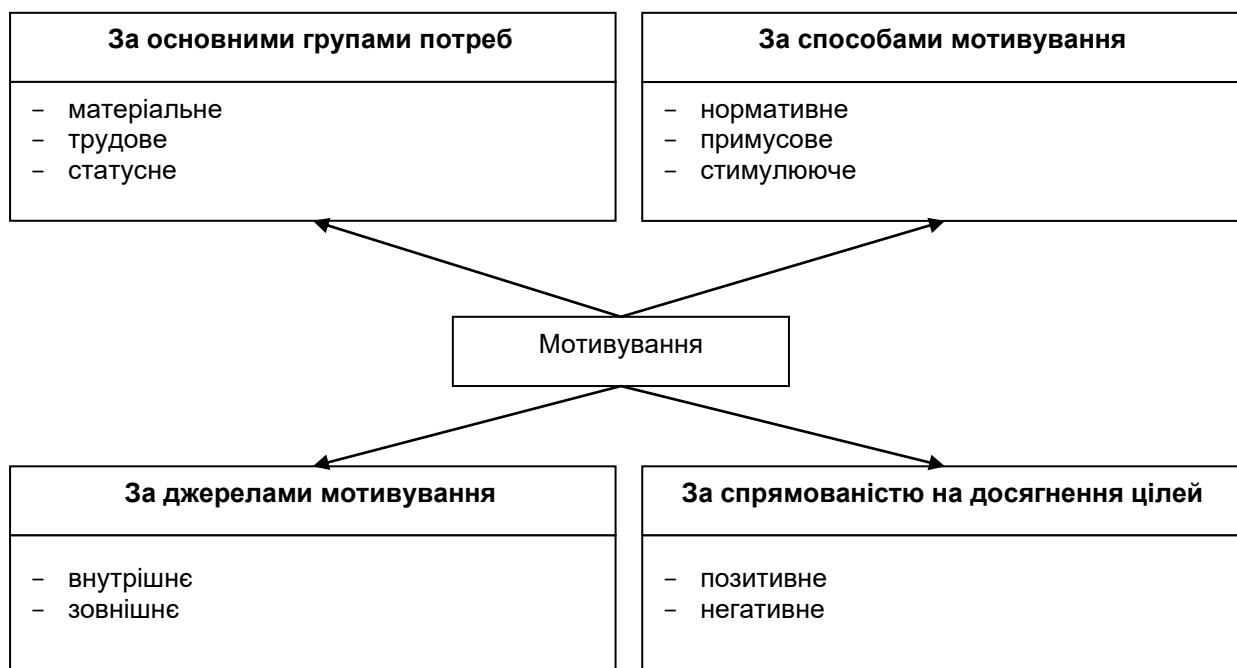 За основними групами потреб
– матеріальне
– трудове
– статусне
За способами мотивування
– нормативне
– примусове
– стимулююче
Мотивування
За джерелами мотивування
– внутрішнє
– зовнішнє
За спрямованістю на досягнення цілей
– позитивне
– негативне